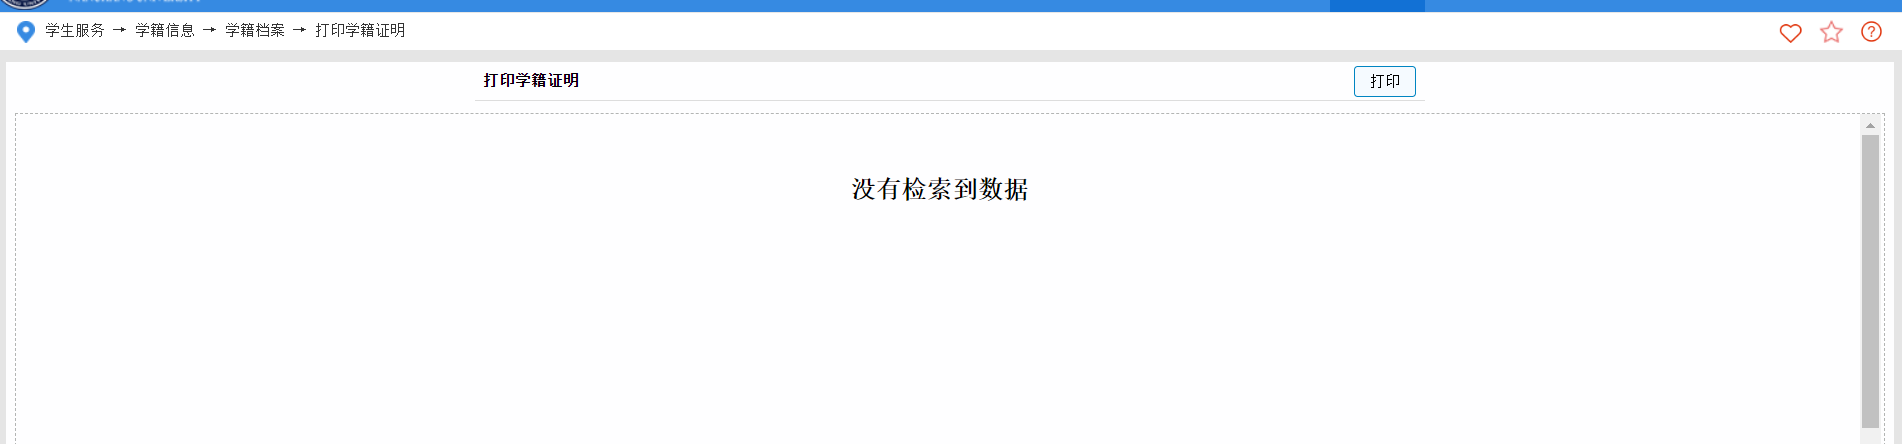 学生服务 → 学籍信息 → 学籍档案 → 打印学籍证明
打印学籍证明
打印
没有检索到数据